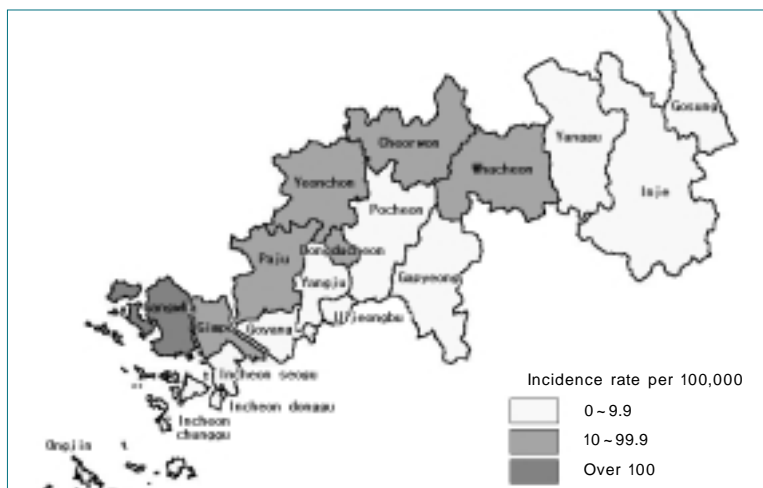 Gosung
Yanggu
Cheorwon
Whacheon
Inje
Yeonchon
Pocheon
Dongducheon
Paju
Gapyeong
Yangju
Gimpo
Goyang
Uijeongbu
Incheon seogu
Incheon donggu
Incheon
chunggu
Ongjin
Incidence rate per 100,000
0~9.9
10~99.9
Over 100